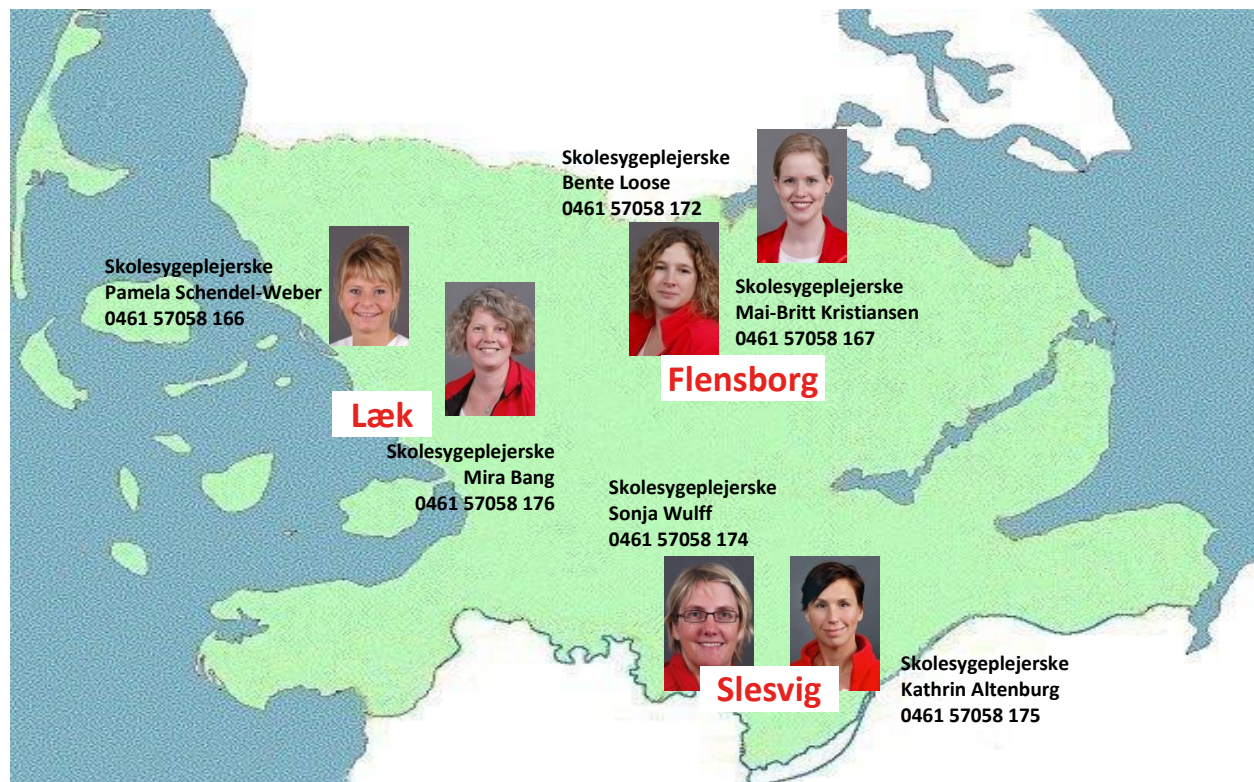 Skolesygeplejerske
Bente Loose
0461 57058 172
Skolesygeplejerske
Pamela Schendel-Weber
0461 57058 166
Skolesygeplejerske
Mai-Britt Kristiansen
0461 57058 167
Flensborg
Læk
Skolesygeplejerske
Mira Bang
0461 57058 176
Skolesygeplejerske
Sonja Wulff
0461 57058 174
Slesvig
Skolesygeplejerske
Kathrin Altenburg
0461 57058 175